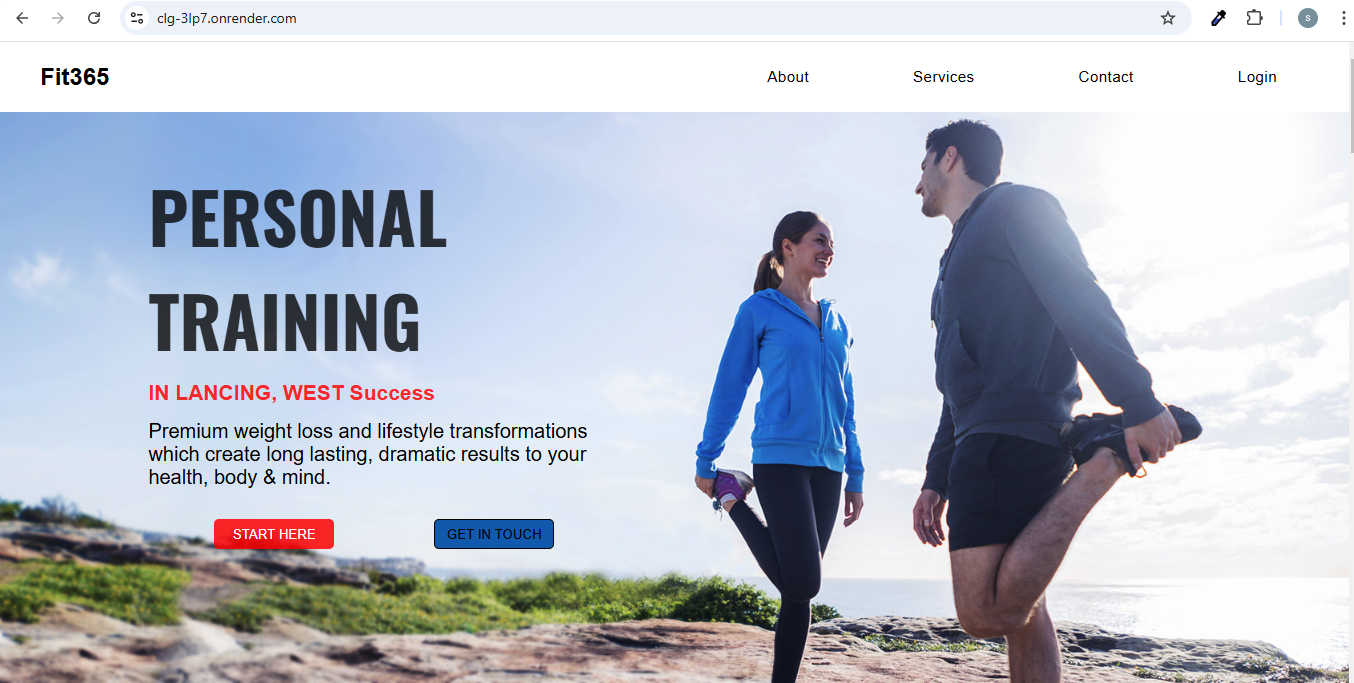 clg-3lp7.onrender.com
S
Fit365
About
Services
Contact
Login
PERSONAL
TRAINING
IN LANCING, WEST Success
Premium weight loss and lifestyle transformations
which create long lasting, dramatic results to your
health, body & mind.
START HERE
GET IN TOUCH